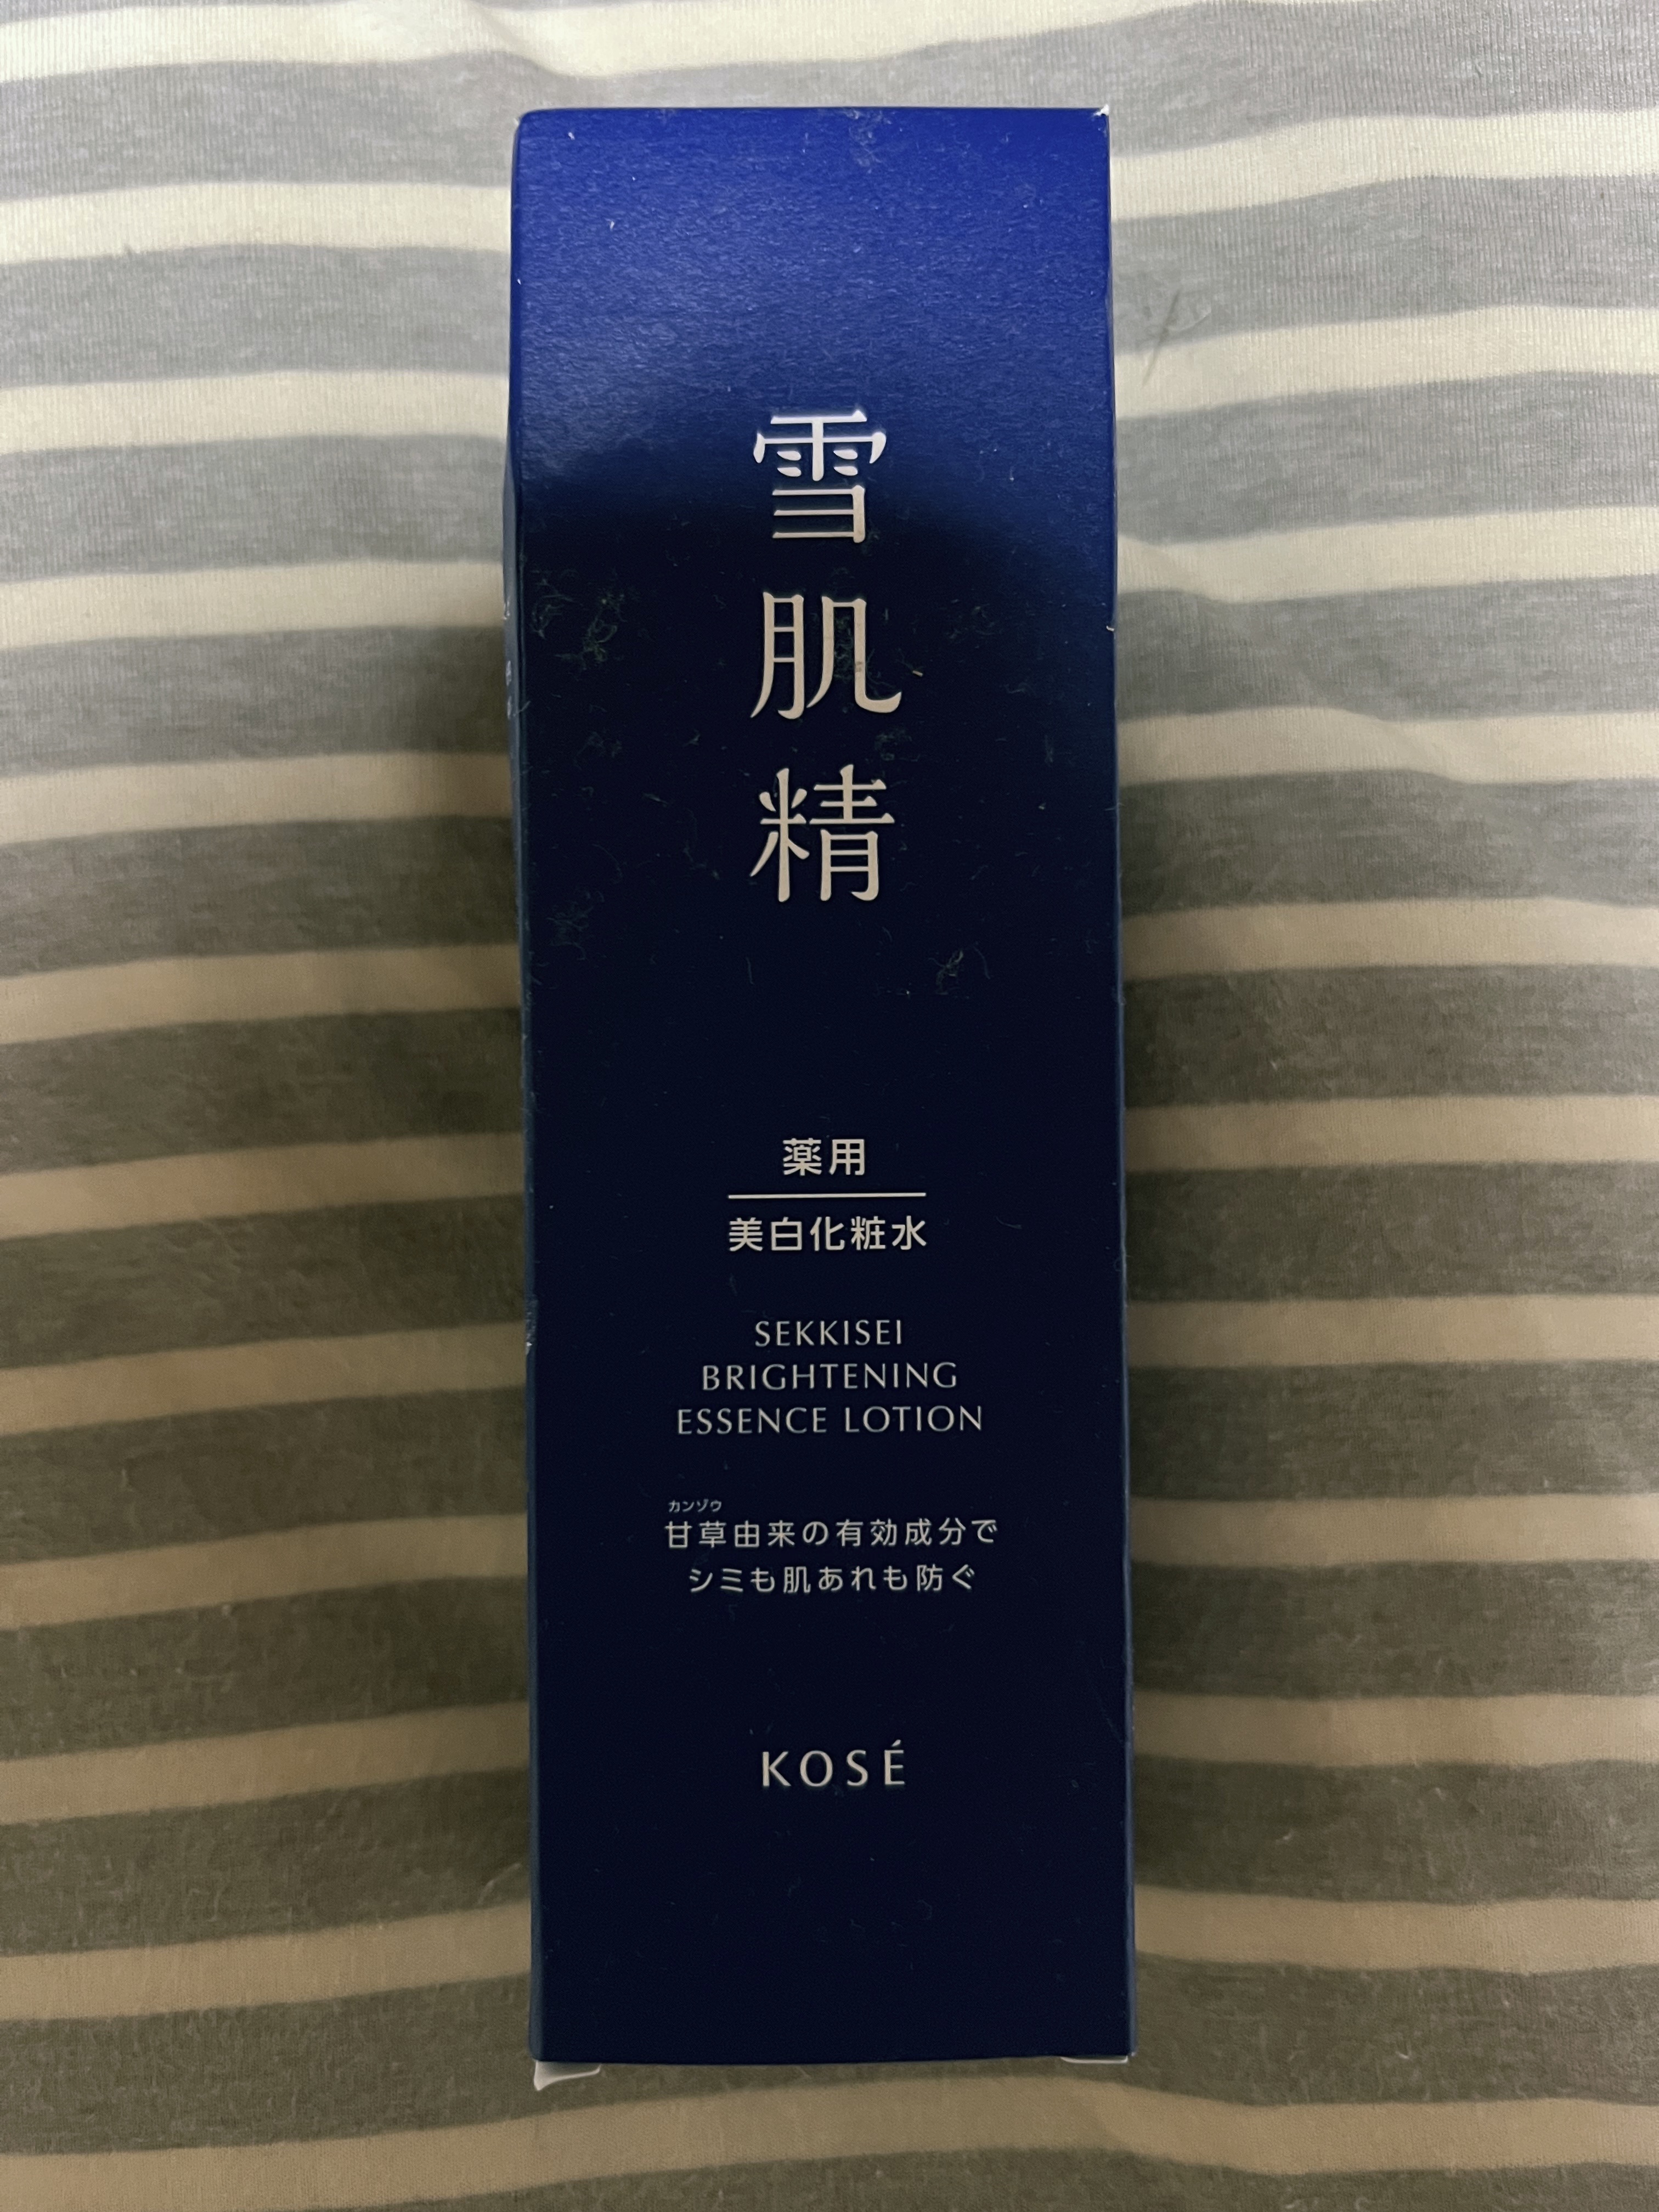 雪肌精
薬用
美白化粧水
SEKKISEI
BRIGHTENING
ESSENCE LOTION
カンゾウ
甘草由来の有効成分で
シミも肌あれも防ぐ
KOSÉ